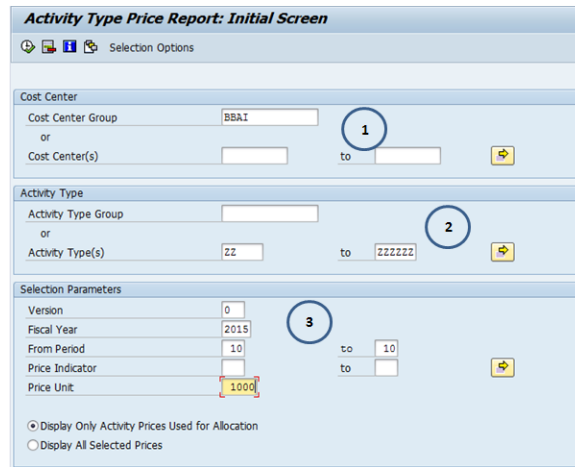 Activity Type Price Report: Initial Screen
Selection Options
Cost Center
Cost Center Group BBAI
or
Cost Center(s) to
1
Activity Type
Activity Type Group
or
Activity Type(s) ZZ to ZZZZZZ
2
Selection Parameters
Version 0
Fiscal Year 2015
3
From Period 10 to 10
Price Indicator to
Price Unit 1000
Display Only Activity Prices Used for Allocation
Display All Selected Prices